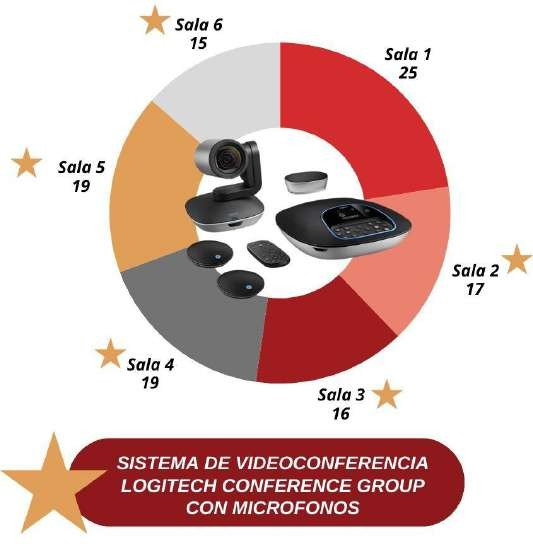 Sala 6
15
Sala 1
25
Sala 5
19
Sala 2
17
Sala 4
19
Sala 3
16
SISTEMA DE VIDEOCONFERENCIA
LOGITECH CONFERENCE GROUP
CON MICROFONOS